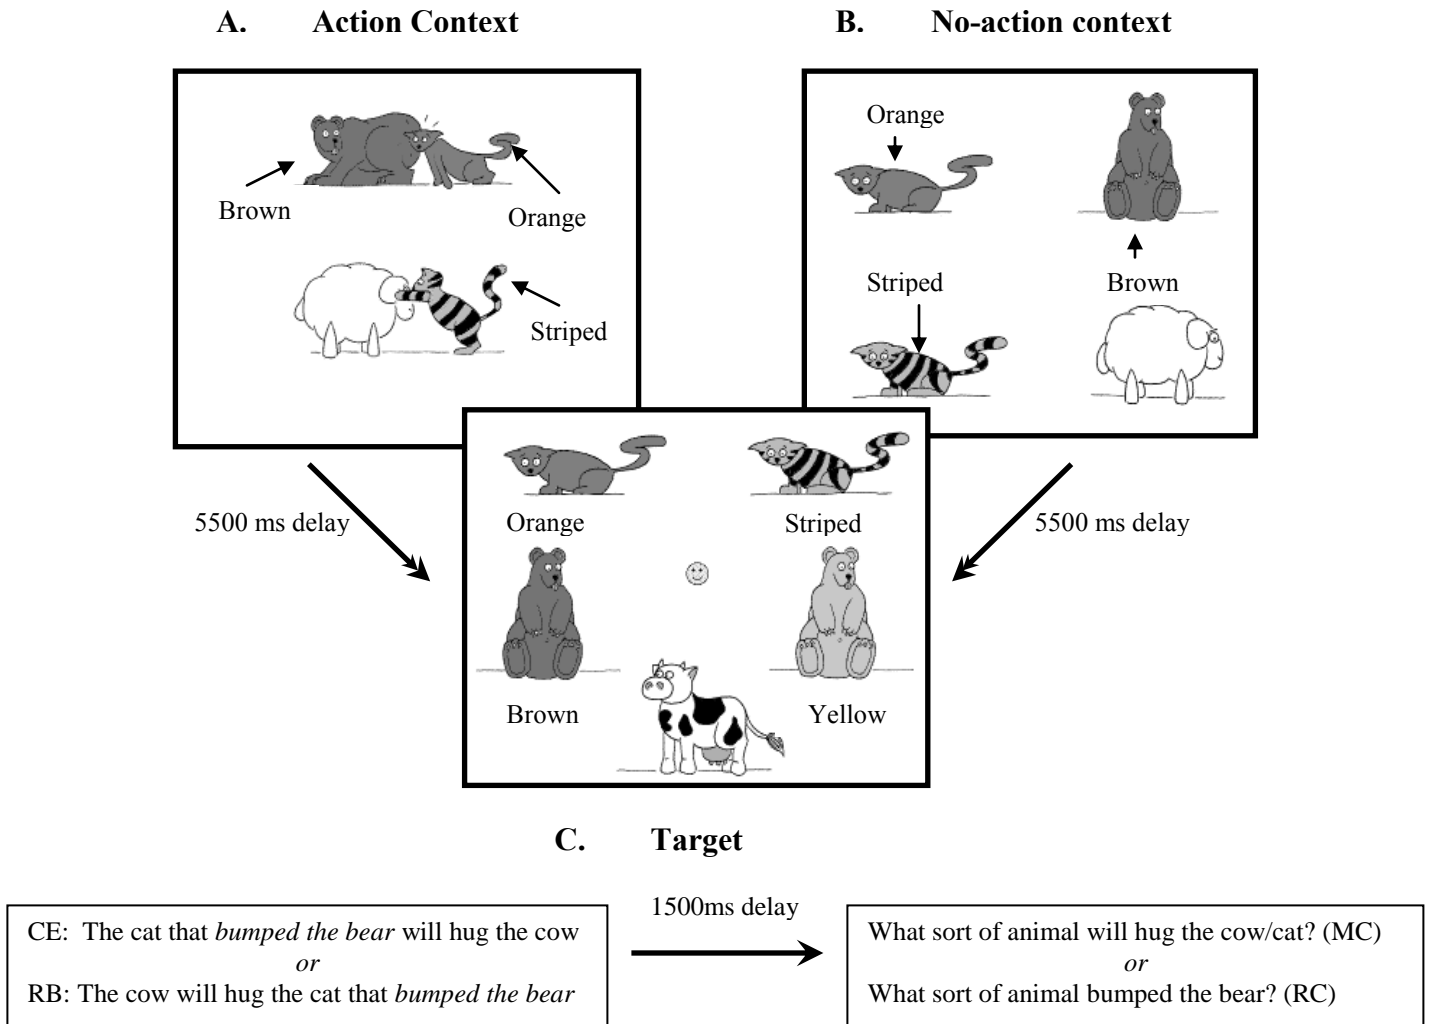 A. Action Context
B. No-action context
Brown
Orange
Striped
Orange
Striped
Brown
5500 ms delay
5500 ms delay
Orange
Striped
Brown
Yellow
C. Target
CE: The cat that bumped the bear will hug the cow
or
RB: The cow will hug the cat that bumped the bear
1500ms delay
What sort of animal will hug the cow/cat? (MC)
or
What sort of animal bumped the bear? (RC)